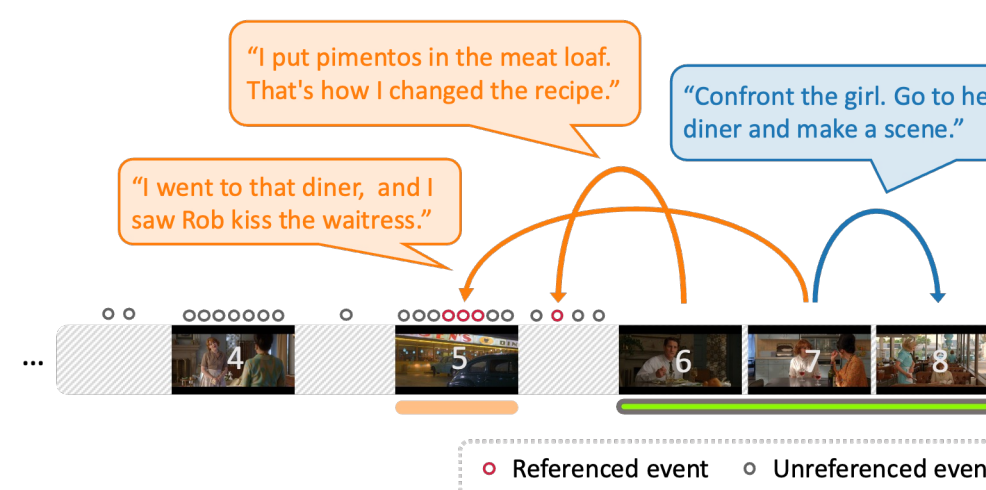 “I put pimentos in the meat loaf.
That's how I changed the recipe.”
“Confront the girl. Go to he
diner and make a scene.”
“I went to that diner, and I
saw Rob kiss the waitress.”
...
4
5
6
7
8
Referenced event
Unreferenced even